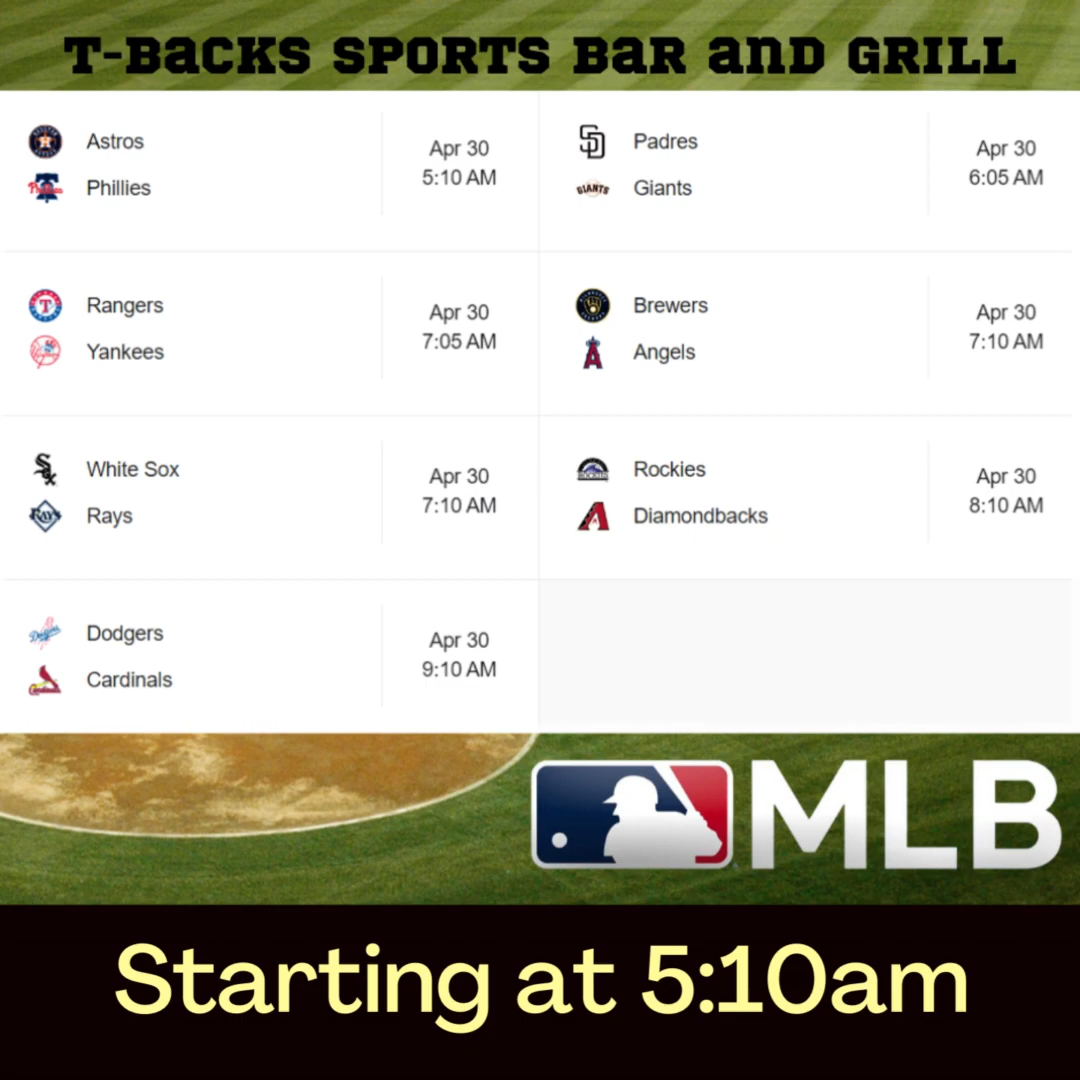 T-BaCKS SPORTS BaR anD GRILL
Astros
Phillies
Apr 30
5:10 AM
Padres
Giants
Apr 30
6:05 AM
Rangers
Yankees
Apr 30
7:05 AM
Brewers
Angels
Apr 30
7:10 AM
White Sox
Rays
Apr 30
7:10 AM
Rockies
Diamondbacks
Apr 30
8:10 AM
Dodgers
Cardinals
Apr 30
9:10 AM
MLB
Starting at 5:10am